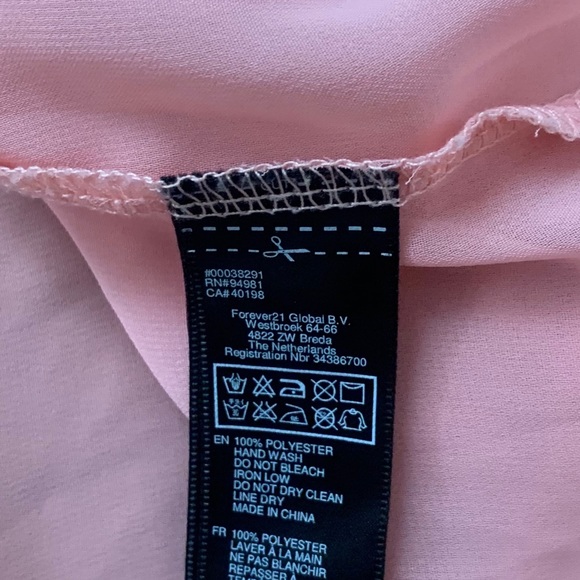 #00038291
RN#94981
CA#40198
Forever21 Global B.V.
Westbroek 64-66
4822 ZW Breda
The Netherlands
Registration Nbr 34386700
EN 100% POLYESTER
HAND WASH
DO NOT BLEACH
IRON LOW
DO NOT DRY CLEAN
LINE DRY
MADE IN CHINA
FR 100% POLYESTER
LAVER À LA MAIN
NE PAS BLANCHIR
REPASSER À